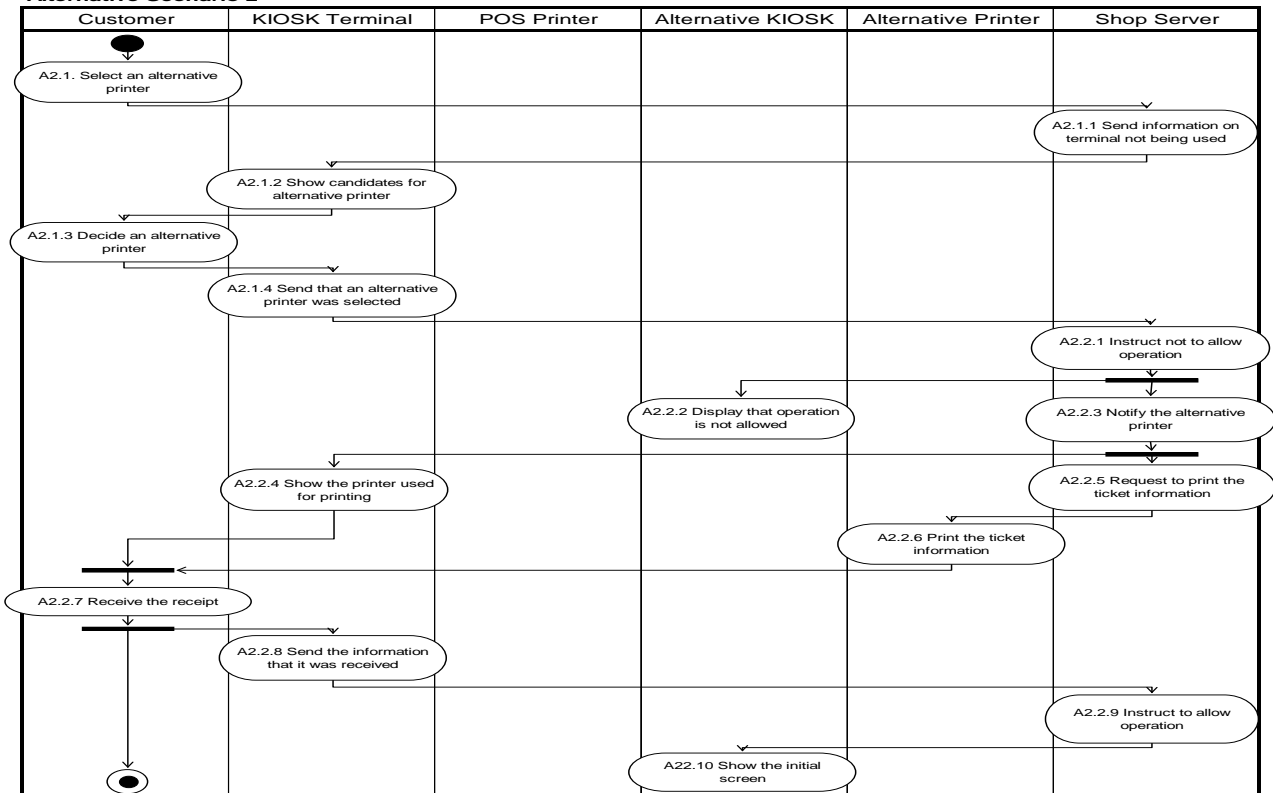 Alternative Scenario 2
Customer KIOSK Terminal POS Printer Alternative KIOSK Alternative Printer Shop Server
A2.1. Select an alternative
printer
A2.1.1 Send information on
terminal not being used
A2.1.2 Show candidates for
alternative printer
A2.1.3 Decide an alternative
printer
A2.1.4 Send that an alternative
printer was selected
A2.2.1 Instruct not to allow
operation
A2.2.2 Display that operation
is not allowed
A2.2.3 Notify the alternative
printer
A2.2.4 Show the printer used
for printing
A2.2.5 Request to print the
ticket information
A2.2.6 Print the ticket
information
A2.2.7 Receive the receipt
A2.2.8 Send the information
that it was received
A2.2.9 Instruct to allow
operation
A22.10 Show the initial
screen